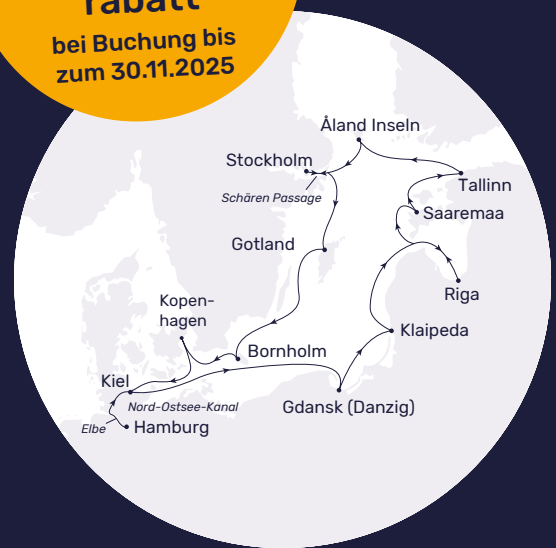 rabatt
bei Buchung bis
zum 30.11.2025
Åland Inseln
Stockholm
Schären Passage
Tallinn
Saaremaa
Gotland
Riga
Kopen-
hagen
Klaipeda
Bornholm
Kiel
Nord-Ostsee-Kanal
Gdansk (Danzig)
Elbe
Hamburg